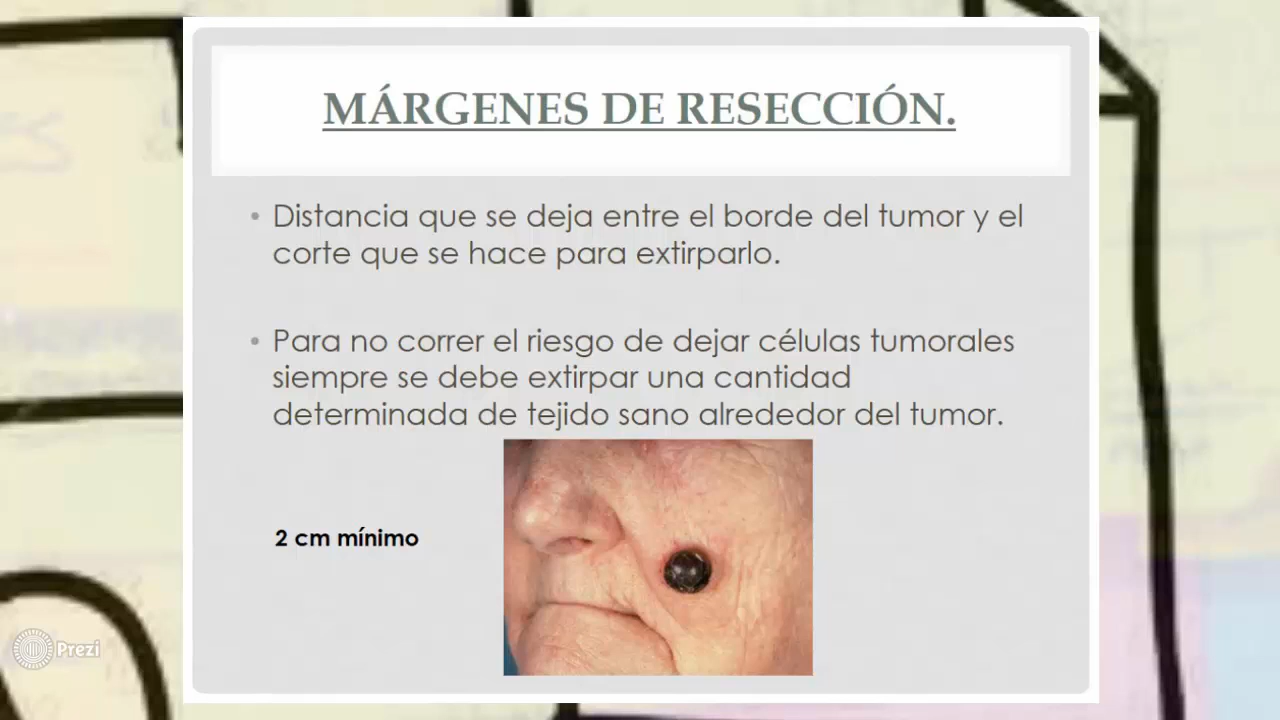 MÁRGENES DE RESECCIÓN.
• Distancia que se deja entre el borde del tumor y el
corte que se hace para extirparlo.
• Para no correr el riesgo de dejar células tumorales
siempre se debe extirpar una cantidad
determinada de tejido sano alrededor del tumor.
2 cm mínimo
Prezi